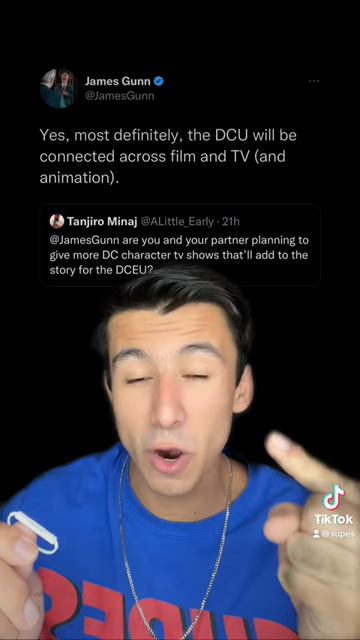 James Gunn
@JamesGunn
Yes, most definitely, the DCU will be
connected across film and TV (and
animation).
Tanjiro Minaj @ALittle_Early · 21h
@JamesGunn are you and your partner planning to
give more DC character tv shows that'll add to the
story for the DCEU?
TikTok
@supes